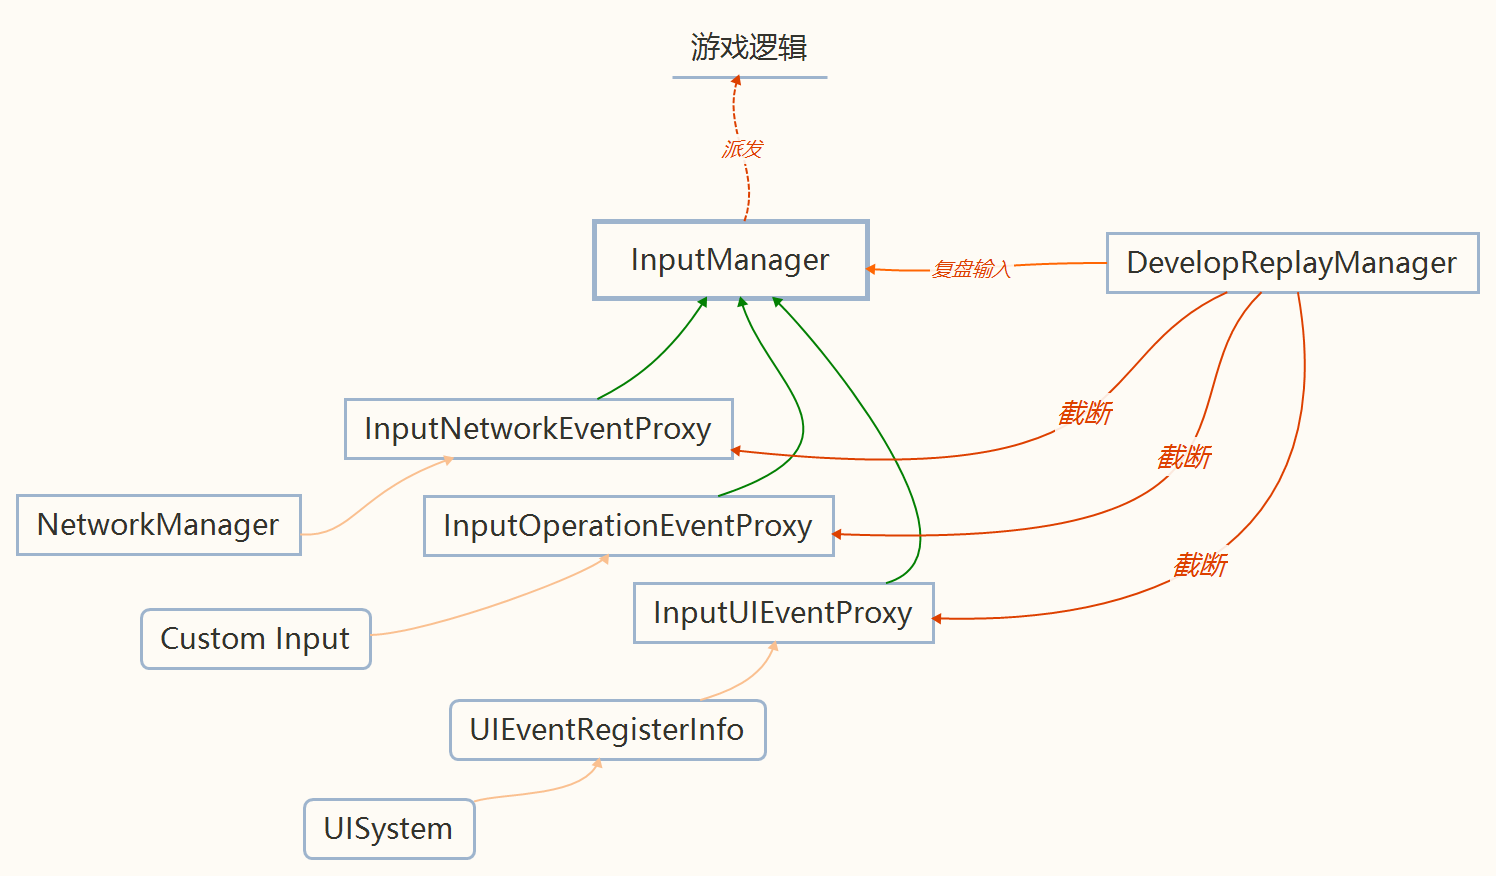 游戏逻辑
派发
InputManager
复盘输入
DevelopReplayManager
InputNetworkEventProxy
截断
NetworkManager
InputOperationEventProxy
截断
截断
Custom Input
InputUIEventProxy
UIEventRegisterInfo
UISystem